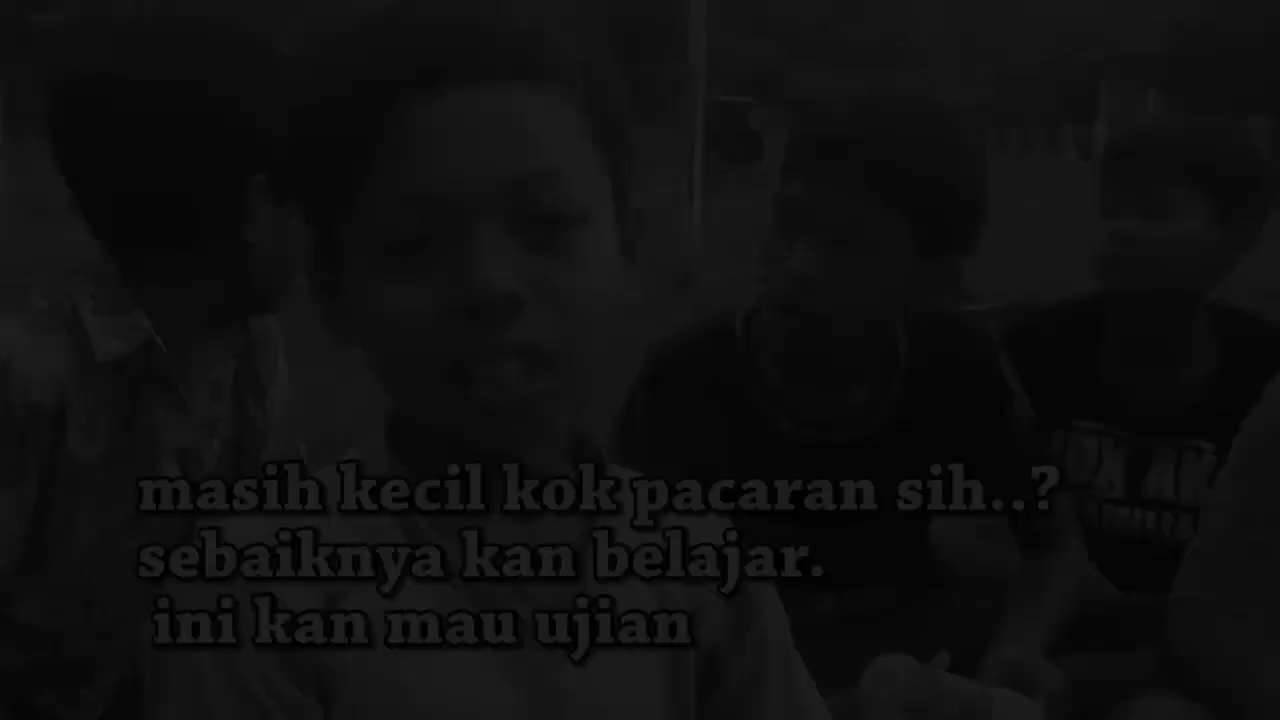 masih kecil kok pacaran sih..?
sebaiknya kan belajar.
ini kan mau ujian